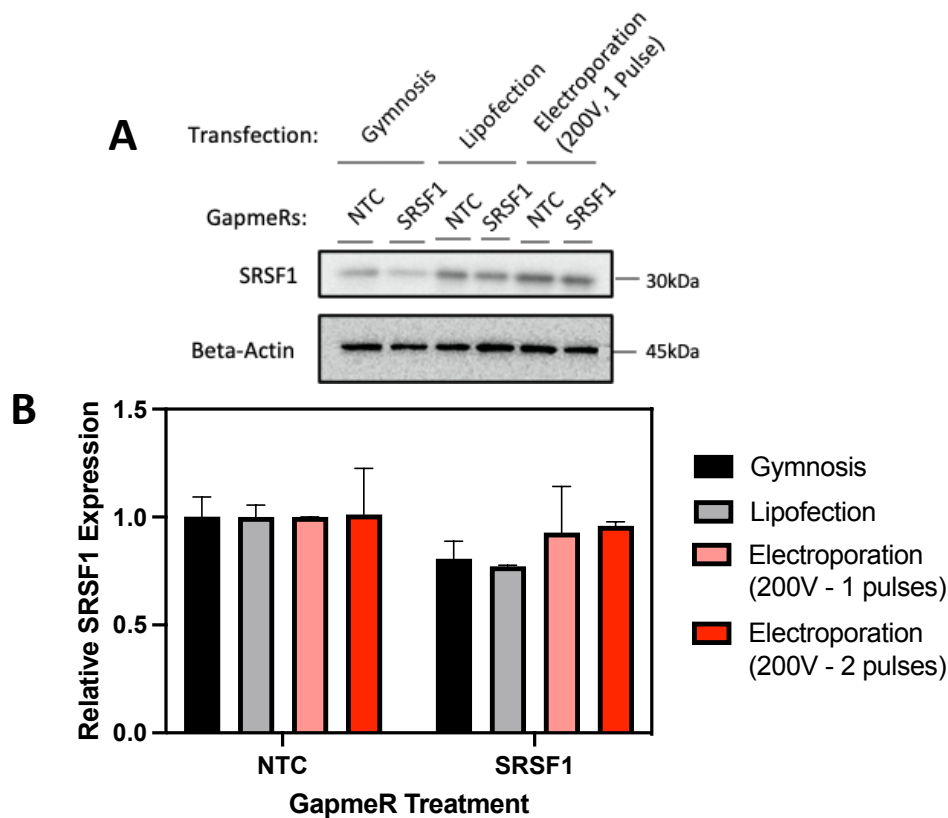 A
Transfection:
Gymnosis
Lipofection
Electroporation
(200V, 1 Pulse)
GapmeRs:
NTC
SRSF1
NTC
SRSF1
NTC
SRSF1
SRSF1
30kDa
Beta-Actin
45kDa
B
Relative SRSF1 Expression
1.5
1.0
0.5
0.0
NTC
SRSF1
GapmeR Treatment
Gymnosis
Lipofection
Electroporation
(200V - 1 pulses)
Electroporation
(200V - 2 pulses)